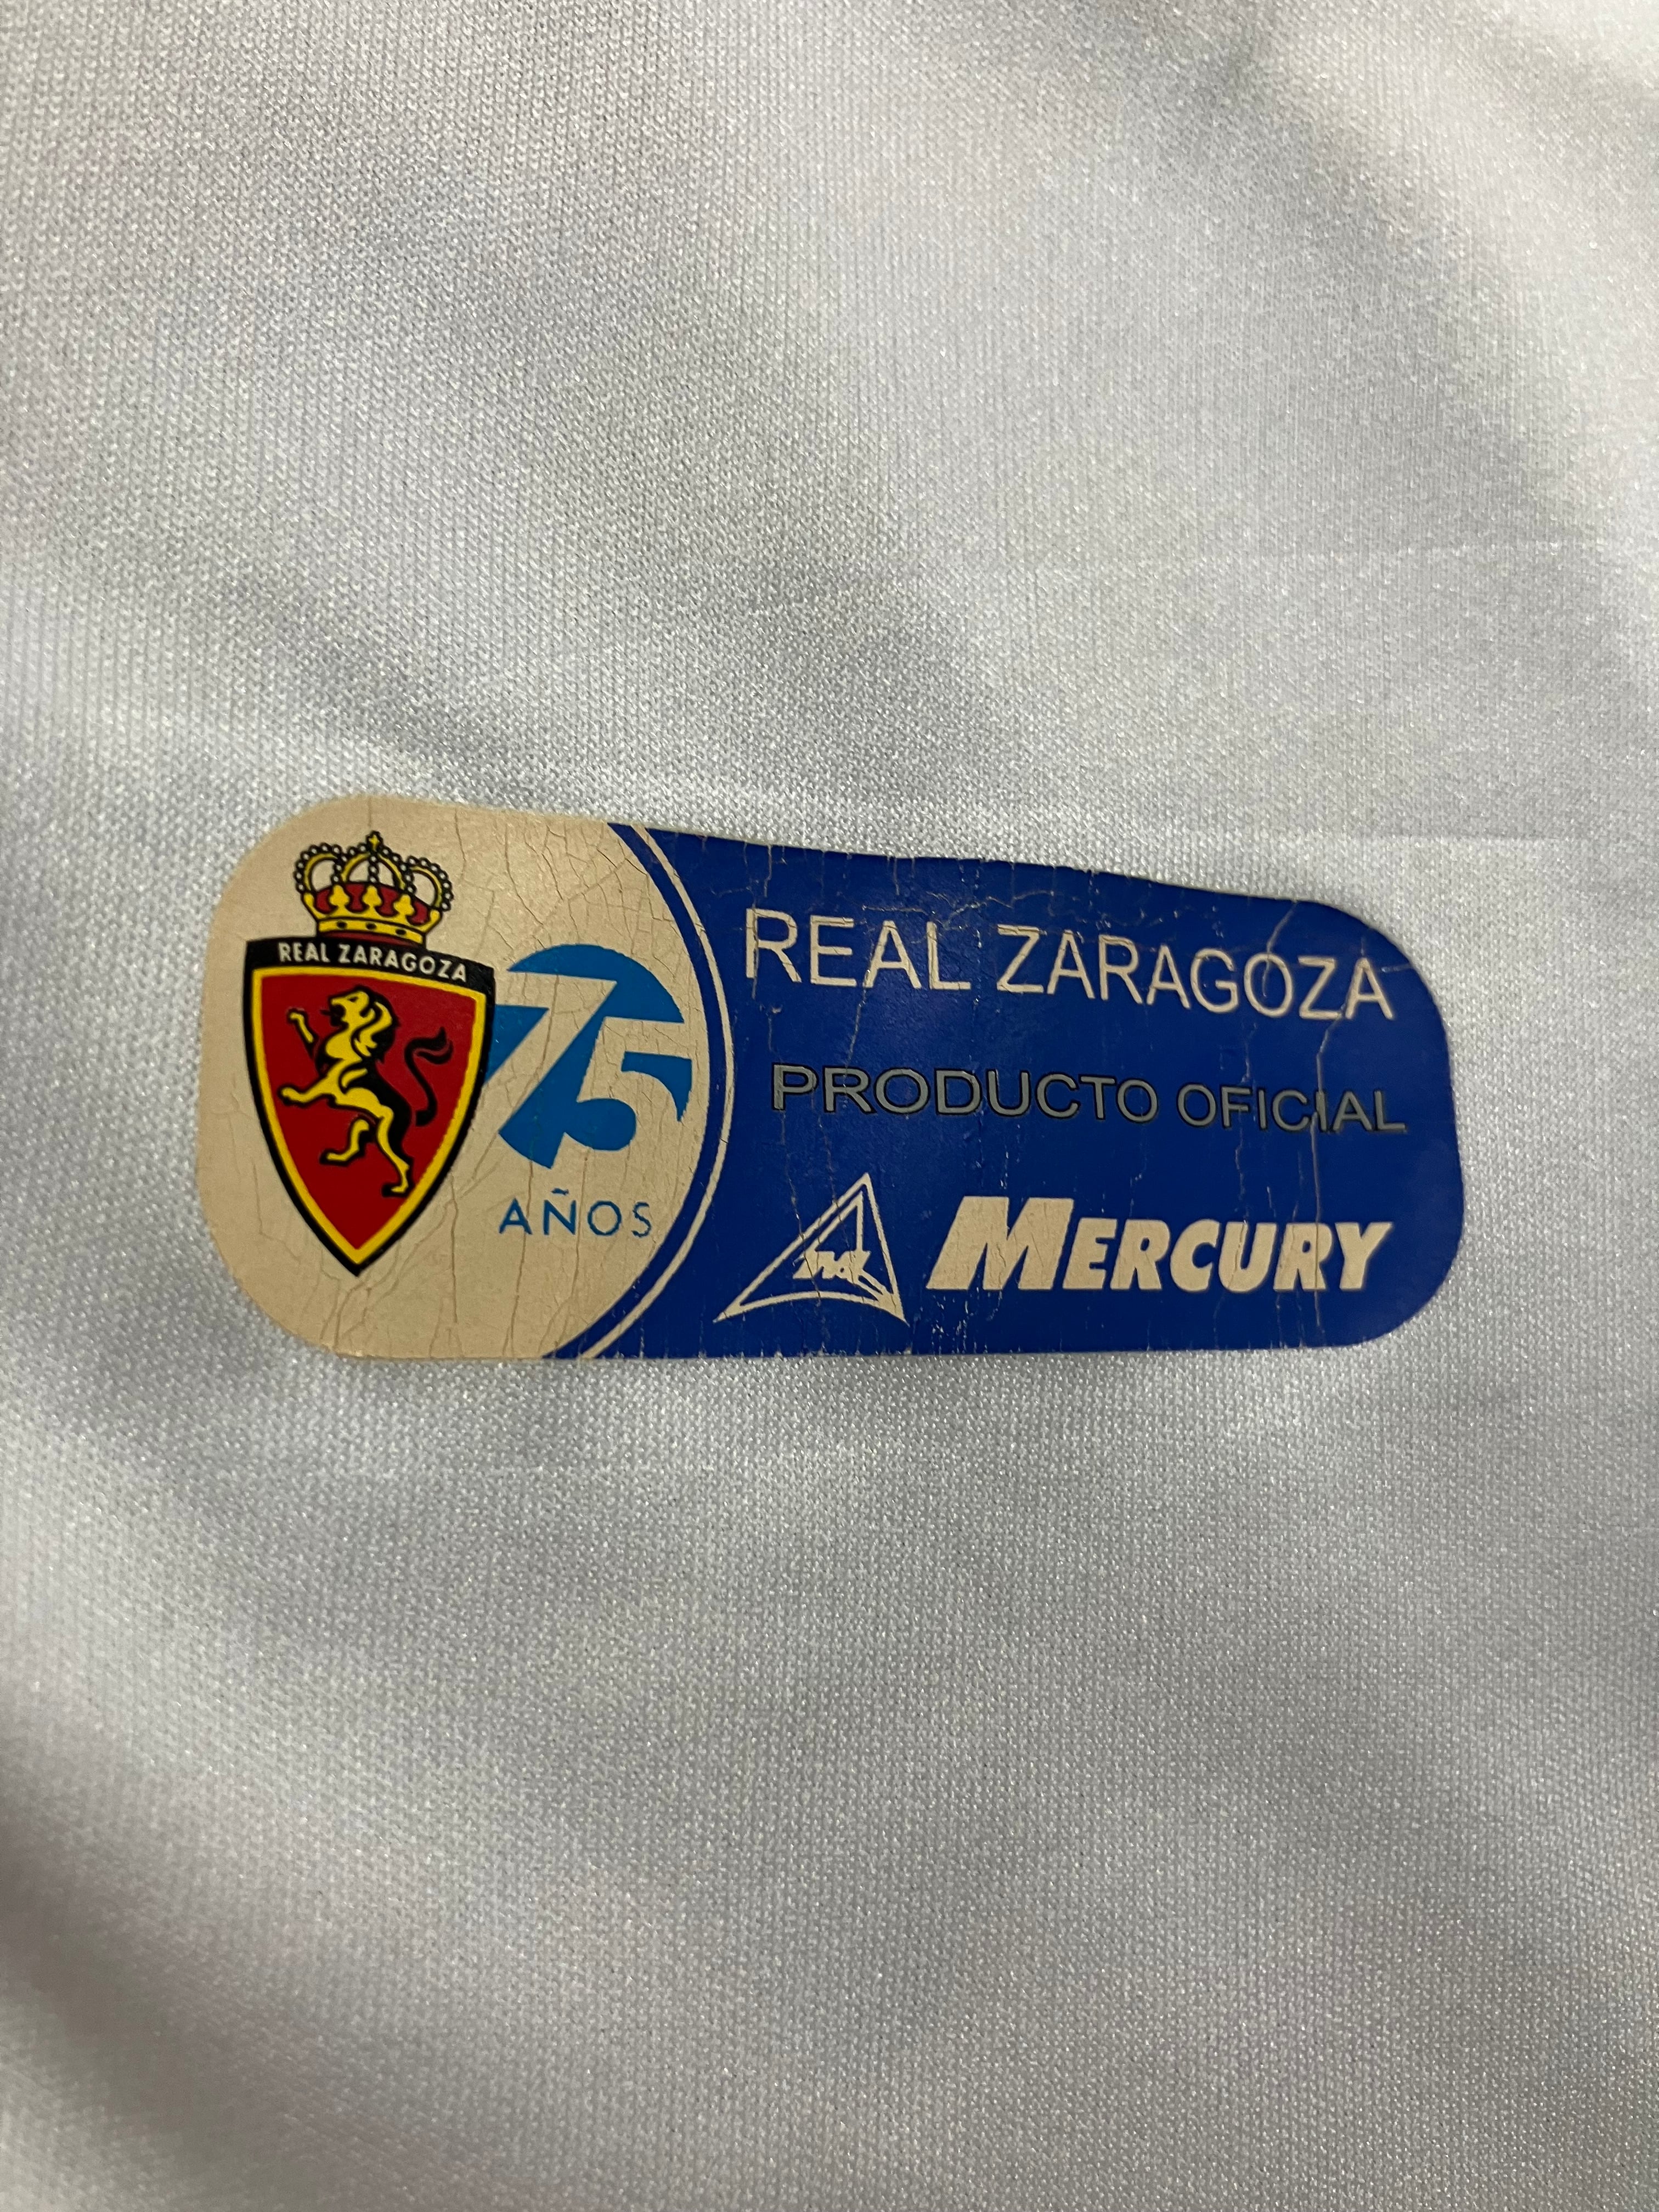 REAL ZARAGOZA
75
AÑOS
REAL ZARAGOZA
PRODUCTO OFICIAL
MERCURY